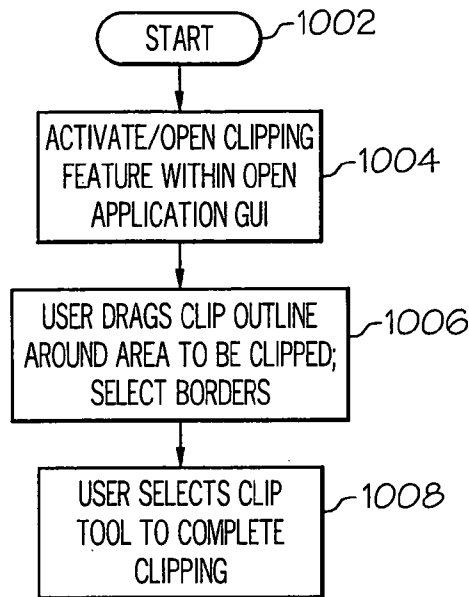 START
1002
ACTIVATE/OPEN CLIPPING
FEATURE WITHIN OPEN
APPLICATION GUI
1004
USER DRAGS CLIP OUTLINE
AROUND AREA TO BE CLIPPED;
SELECT BORDERS
1006
USER SELECTS CLIP
TOOL TO COMPLETE
CLIPPING
1008